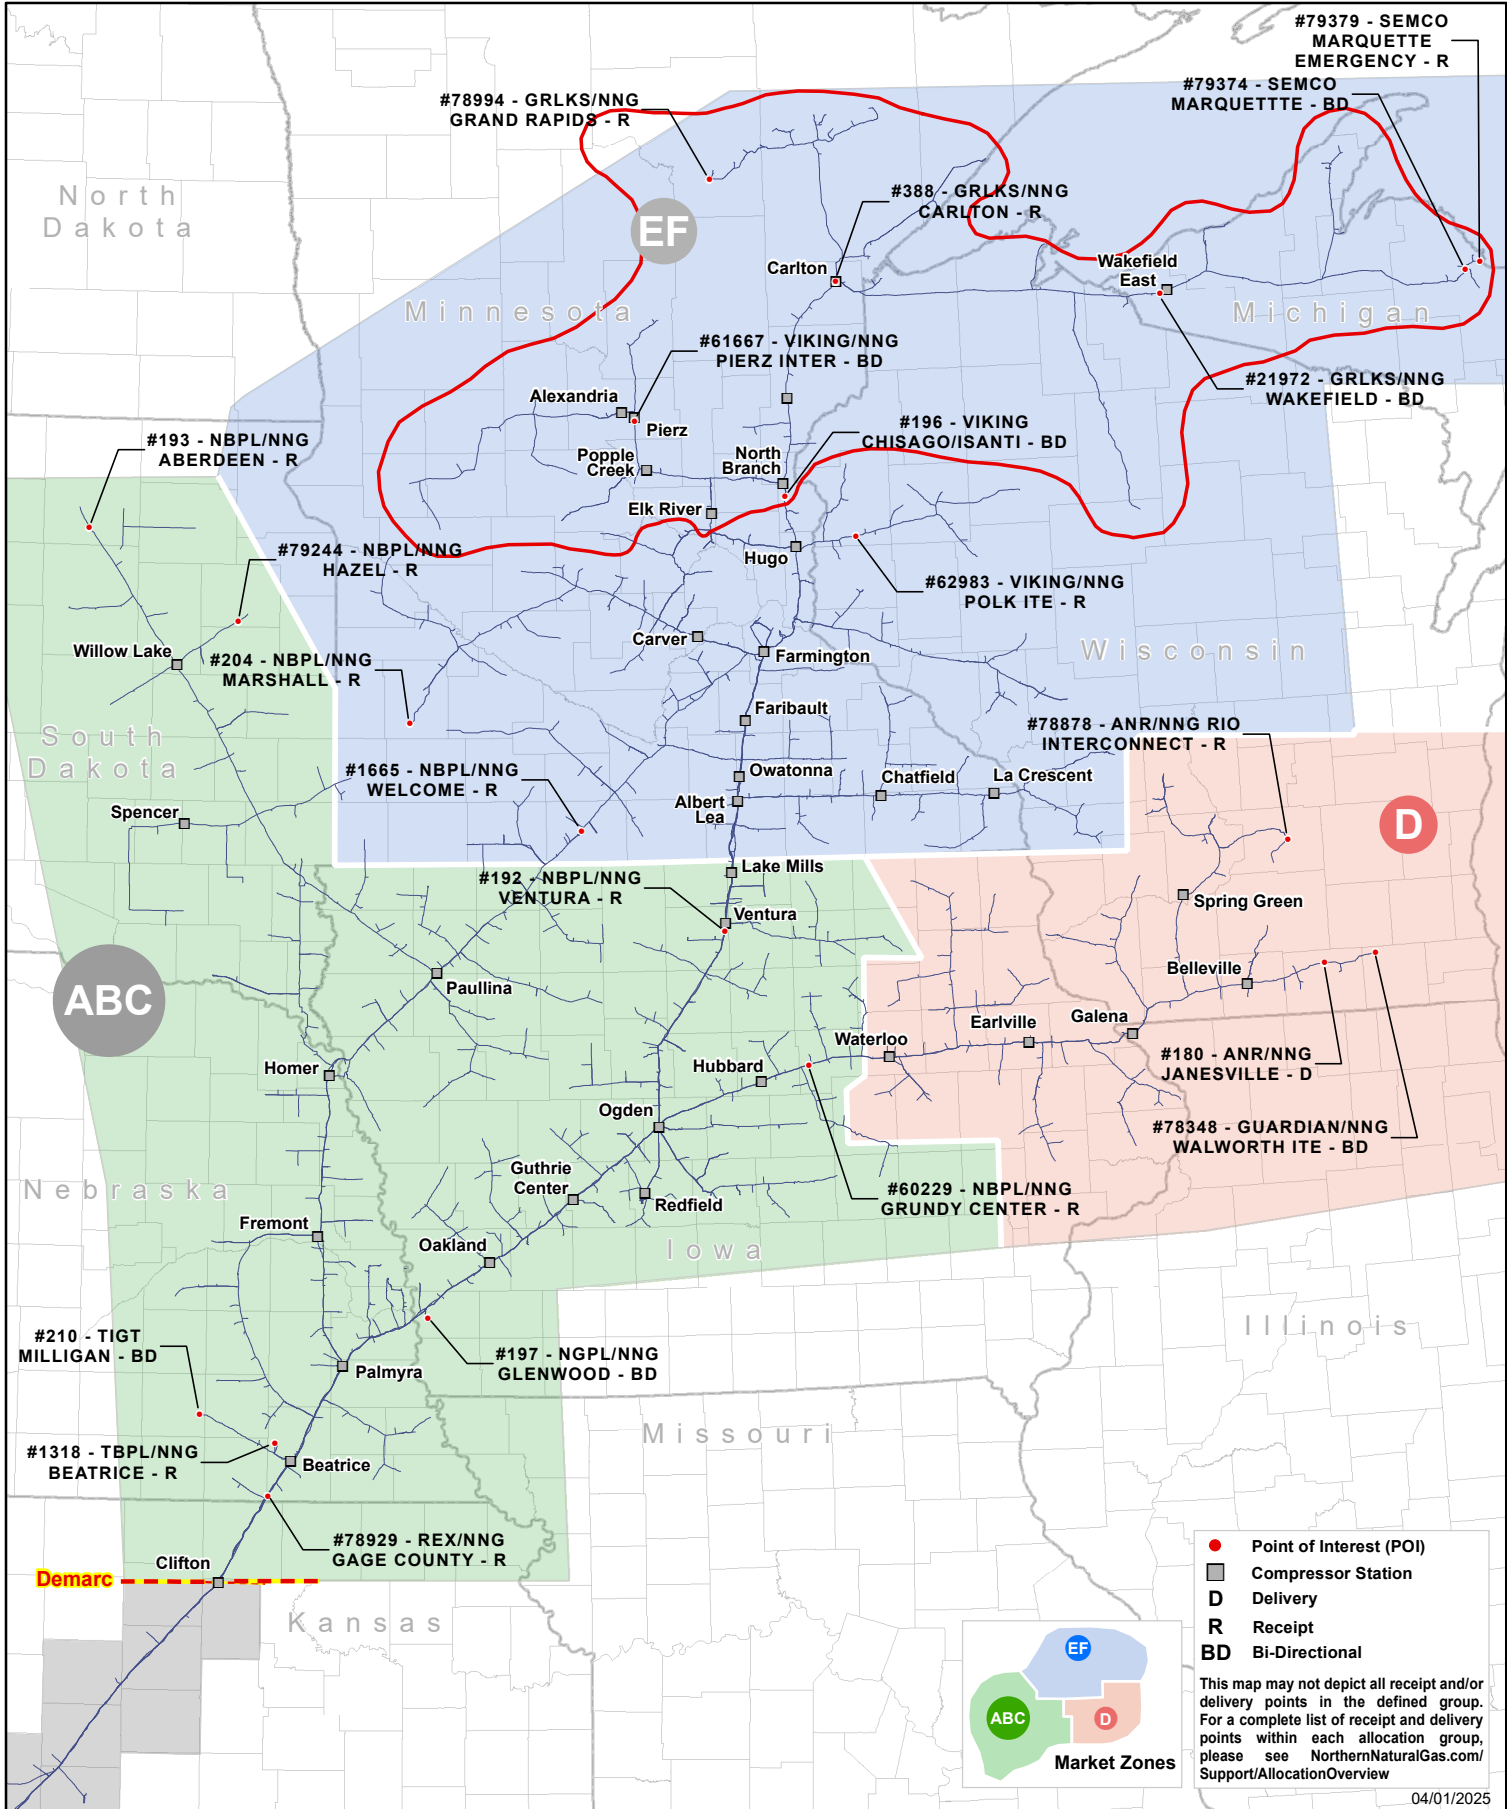 #79379 - SEMCO
MARQUETTE
EMERGENCY - R
#79374 - SEMCO
MARQUETTTE - BD
#78994 - GRLKS/NNG
GRAND RAPIDS - R
North
Dakota
#388 - GRLKS/NNG
CARLTON - R
EF
Carlton
Wakefield
East
Minnesota
Michigan
#61667 - VIKING/NNG
PIERZ INTER - BD
#21972 - GRLKS/NNG
WAKEFIELD - BD
Alexandria
Pierz
#196 - VIKING
CHISAGO/ISANTI - BD
#193 - NBPL/NNG
ABERDEEN - R
Popple
Creek
North
Branch
Elk River
Hugo
#79244 - NBPL/NNG
HAZEL - R
#62983 - VIKING/NNG
POLK ITE - R
Carver
Farmington
Wisconsin
Willow Lake
#204 - NBPL/NNG
MARSHALL - R
Faribault
#78878 - ANR/NNG RIO
INTERCONNECT - R
South
Dakota
#1665 - NBPL/NNG
WELCOME - R
Owatonna
Chatfield
La Crescent
Albert
Lea
Spencer
D
Lake Mills
#192 - NBPL/NNG
VENTURA - R
Ventura
Spring Green
Belleville
ABC
Paullina
Earlville
Galena
Waterloo
Homer
Hubbard
#180 - ANR/NNG
JANESVILLE - D
Ogden
#78348 - GUARDIAN/NNG
WALWORTH ITE - BD
Guthrie
Center
Nebraska
Redfield
#60229 - NBPL/NNG
GRUNDY CENTER - R
Fremont
Oakland
Iowa
#210 - TIGT
MILLIGAN - BD
Illinois
#197 - NGPL/NNG
GLENWOOD - BD
Palmyra
Missouri
#1318 - TBPL/NNG
BEATRICE - R
Beatrice
#78929 - REX/NNG
GAGE COUNTY - R
Clifton
Demarc
Kansas
Point of Interest (POI)
Compressor Station
D Delivery
R Receipt
BD Bi-Directional
This map may not depict all receipt and/or
delivery points in the defined group.
For a complete list of receipt and delivery
points within each allocation group,
please see NorthernNaturalGas.com/
Support/AllocationOverview
EF
ABC
D
Market Zones
04/01/2025